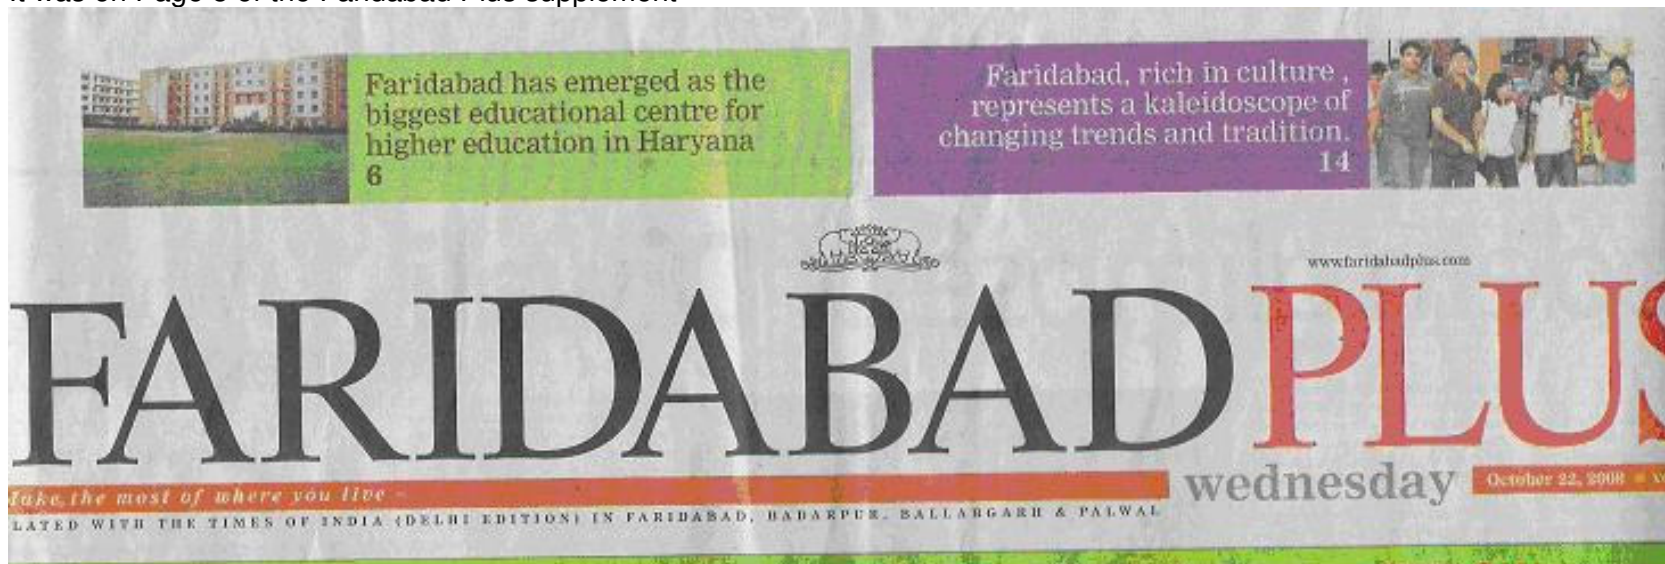 Faridabad has emerged as the
biggest educational centre for
higher education in Haryana
6
Faridabad, rich in culture ,
represents a kaleidoscope of
changing trends and tradition.
14
www.faridabadplus.com
FARIDABAD PLUS
Make the most of where you live
wednesday
October 22, 2008
LATED WITH THE TIMES OF INDIA (DELHI EDITION) IN FARIDABAD, BADARPUR, BALLABGARH & PALWAL